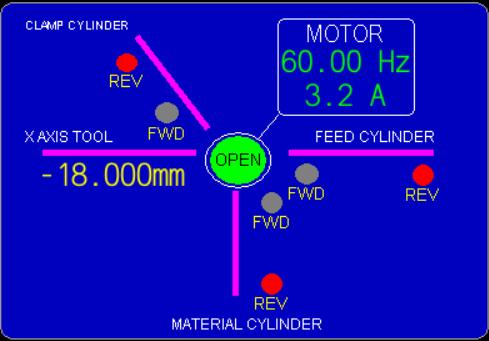 CLAMP CYLINDER
MOTOR
60.00 Hz
3.2 A
REV
FWD
X AXIS TOOL
FEED CYLINDER
OPEN
-18.000mm
FWD
REV
FWD
REV
MATERIAL CYLINDER